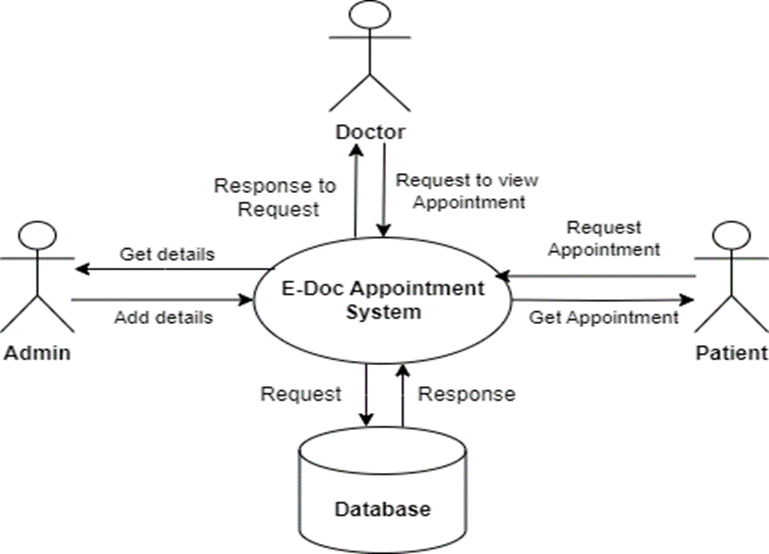 Doctor
Response to
Request
Request to view
Appointment
Request
Appointment
Get details
E-Doc Appointment
System
Add details
Get Appointment
Admin
Patient
Request
Response
Database